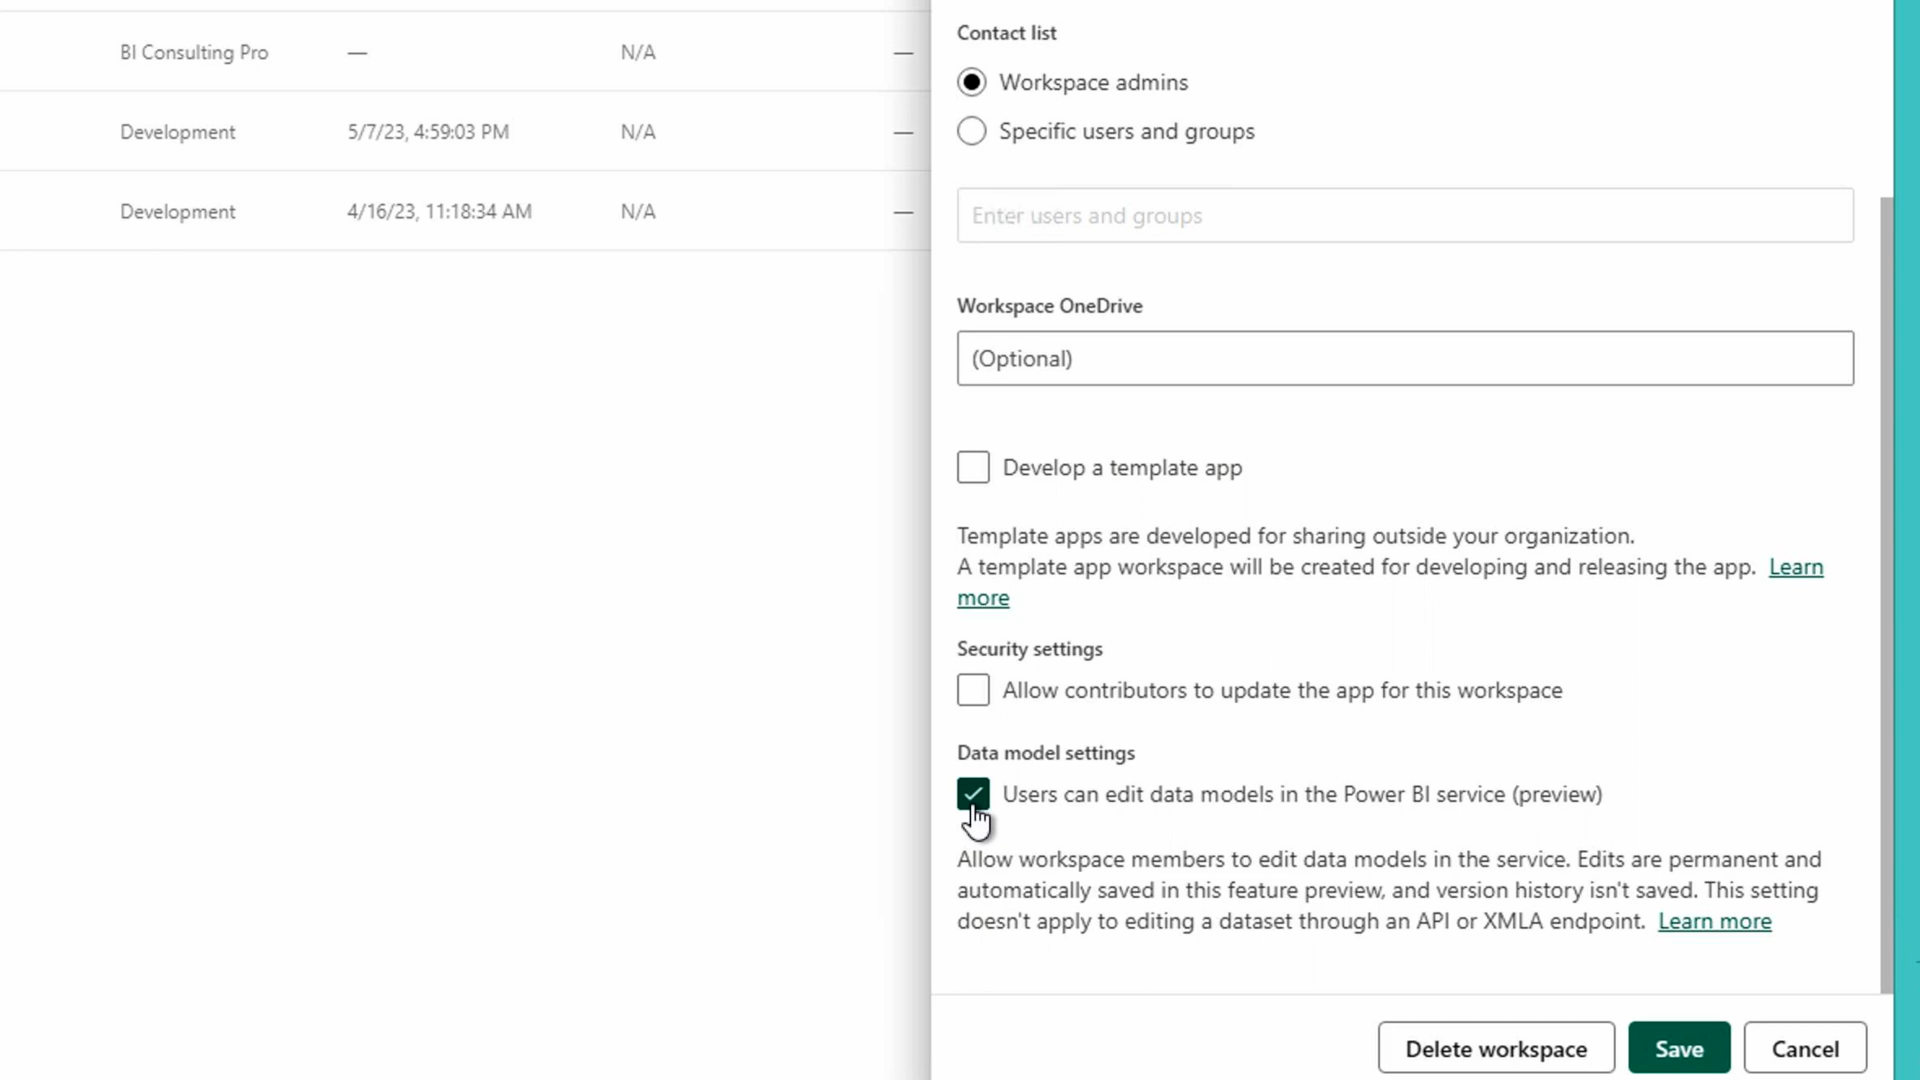 BI Consulting Pro — N/A —
Development 5/7/23, 4:59:03 PM N/A —
Development 4/16/23, 11:18:34 AM N/A —
Contact list
Workspace admins
Specific users and groups
Enter users and groups
Workspace OneDrive
(Optional)
Develop a template app
Template apps are developed for sharing outside your organization.
A template app workspace will be created for developing and releasing the app. Learn
more
Security settings
Allow contributors to update the app for this workspace
Data model settings
Users can edit data models in the Power BI service (preview)
Allow workspace members to edit data models in the service. Edits are permanent and
automatically saved in this feature preview, and version history isn't saved. This setting
doesn't apply to editing a dataset through an API or XMLA endpoint. Learn more
Delete workspace Save Cancel